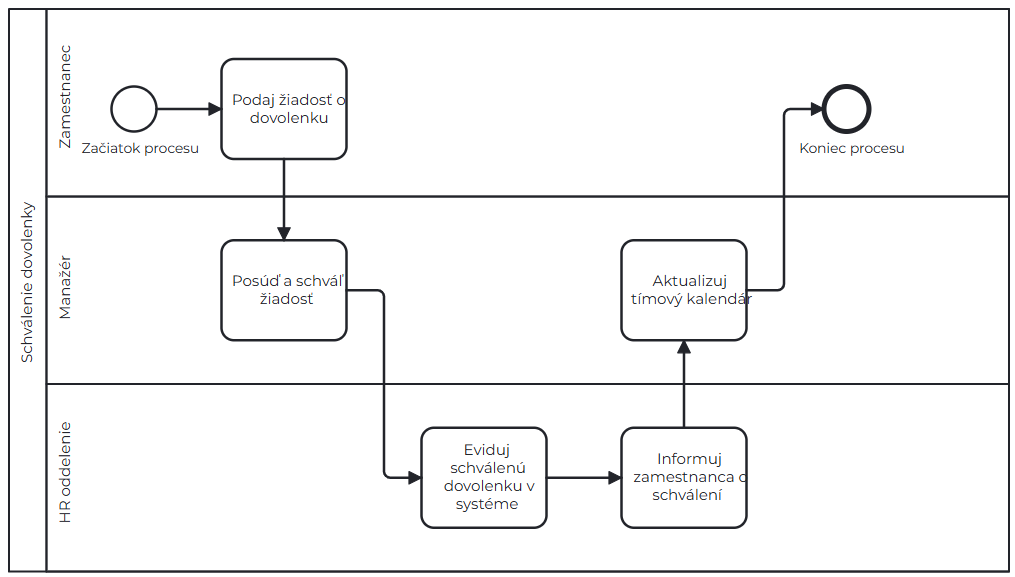 Schválenie dovolenky
Zamestnanec
Začiatok procesu
Podaj žiadosť o
dovolenku
Koniec procesu
Manažér
Posúď a schváľ
žiadosť
Aktualizuj
tímový kalendár
HR oddelenie
Eviduj
schválenú
dovolenku v
systéme
Informuj
zamestnanca o
schválení